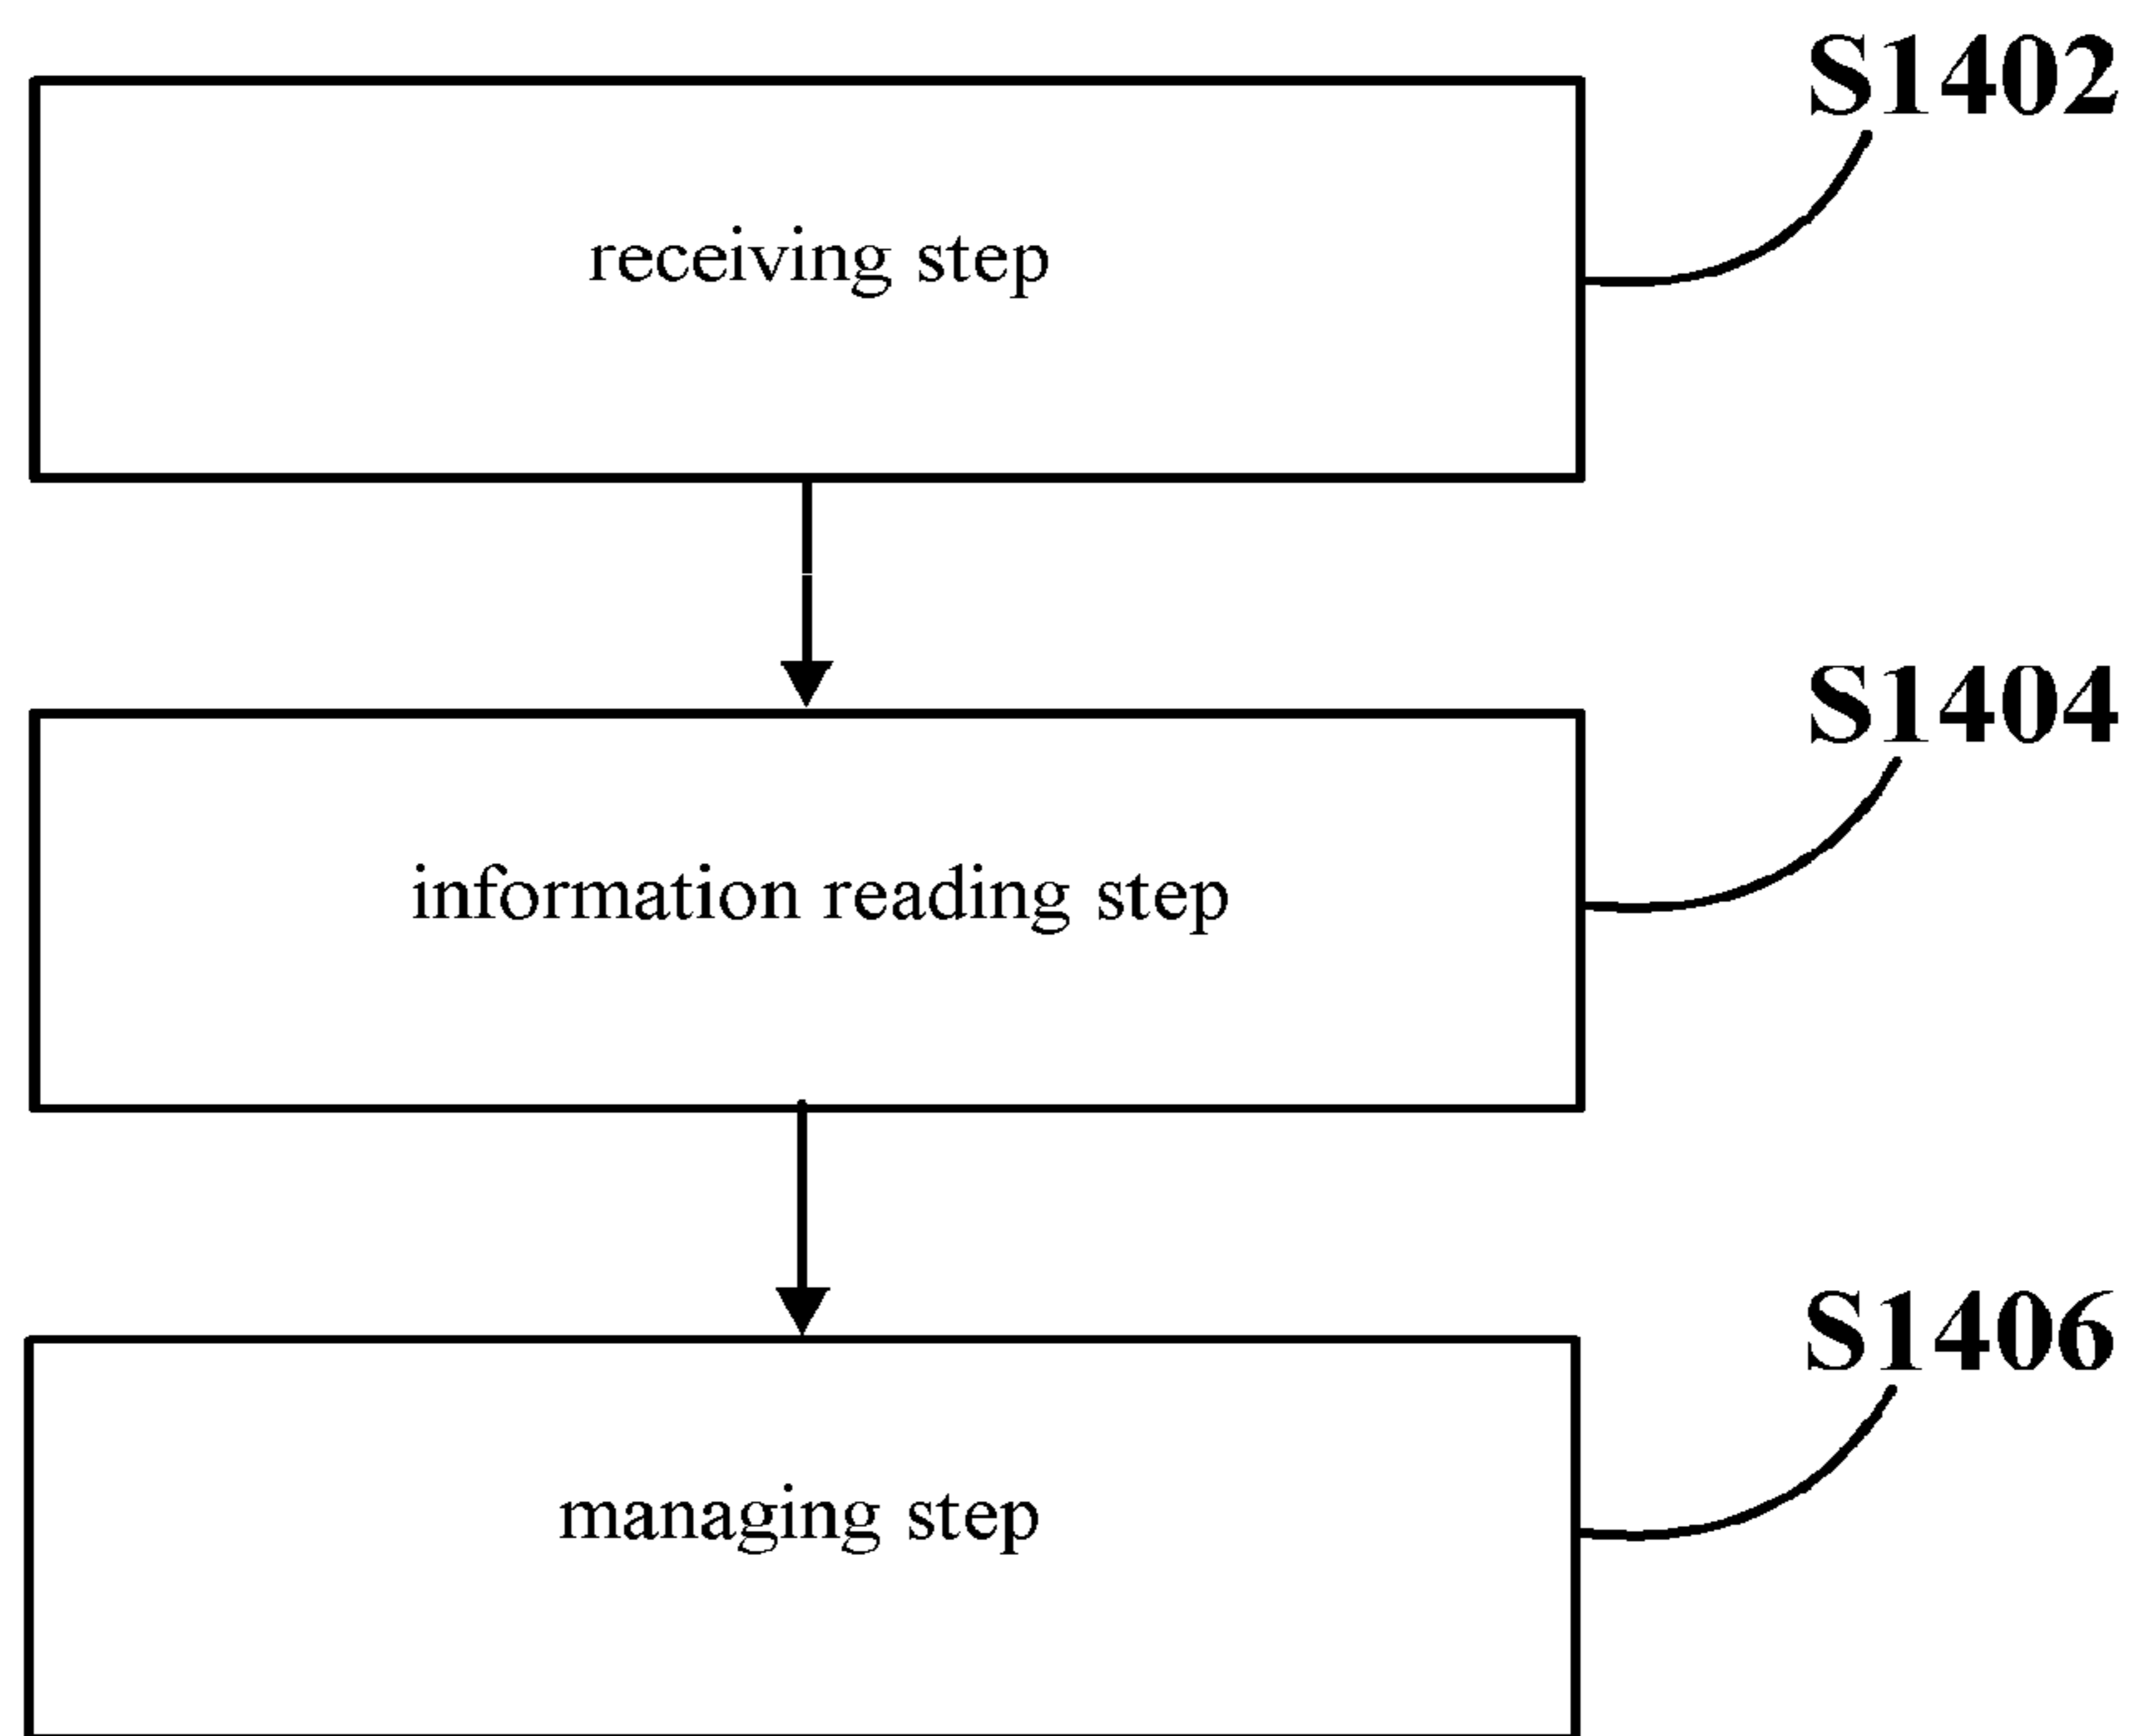 S1402
receiving step
S1404
information reading step
S1406
managing step